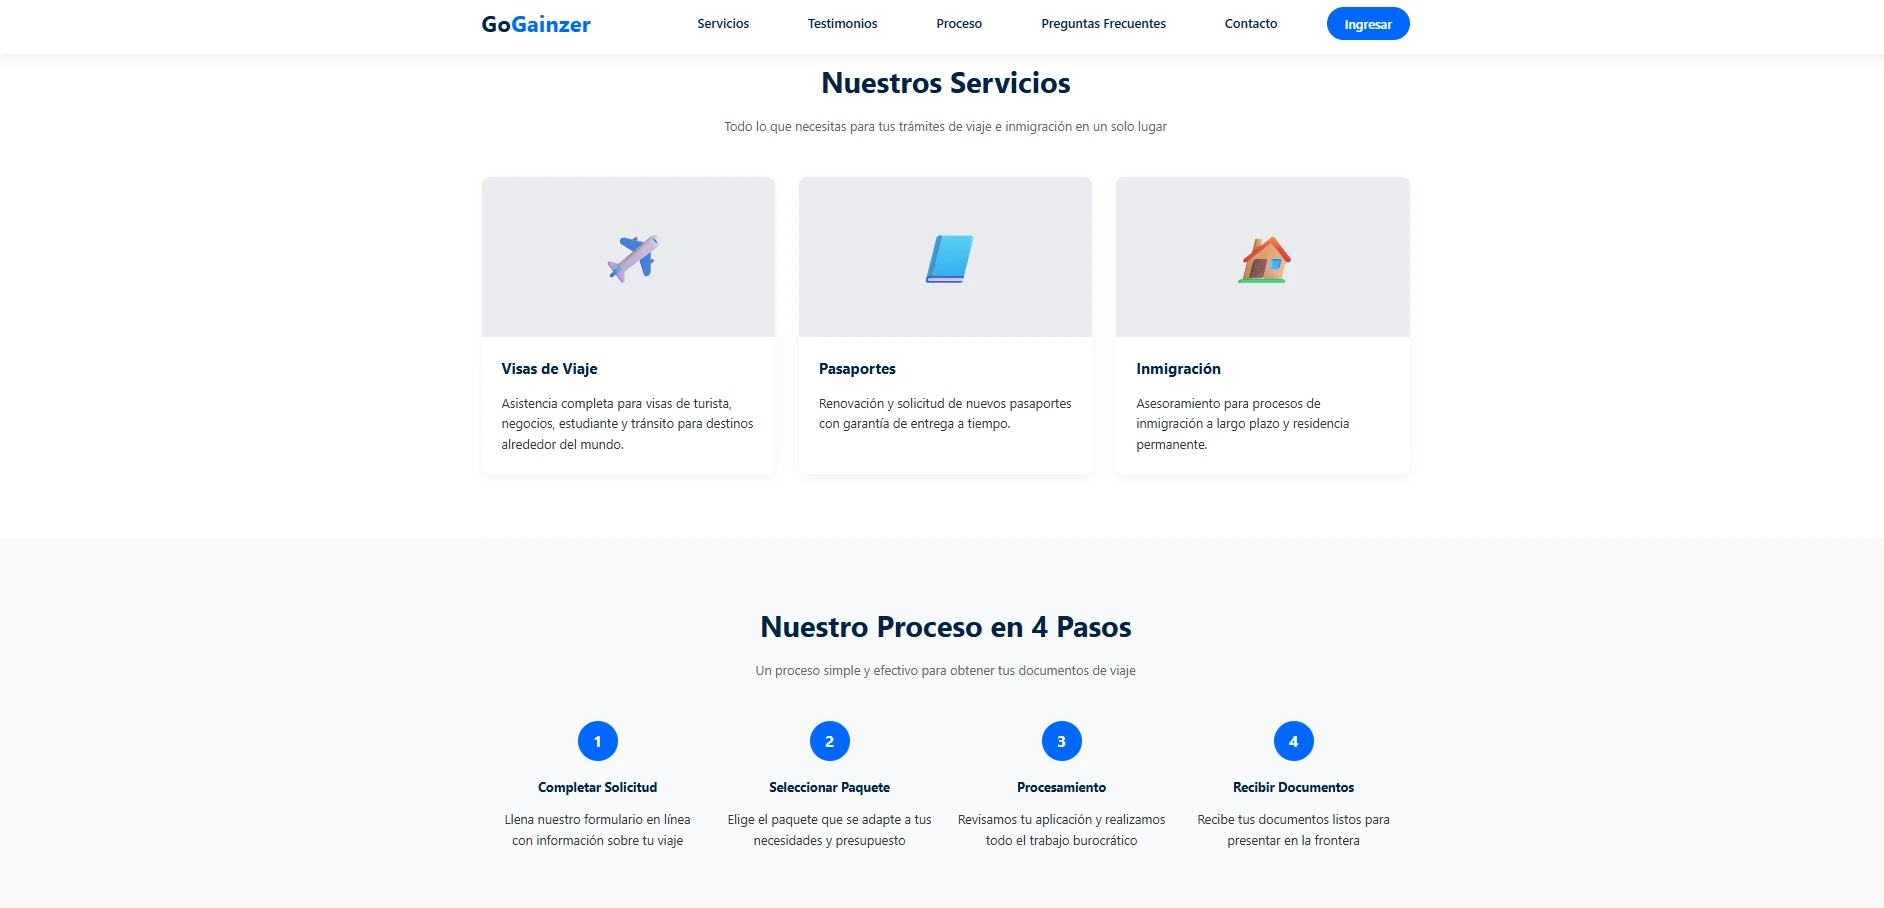 GoGainzer
Servicios
Testimonios
Proceso
Preguntas Frecuentes
Contacto
Ingresar
Nuestros Servicios
Todo lo que necesitas para tus trámites de viaje e inmigración en un solo lugar
Visas de Viaje
Asistencia completa para visas de turista,
negocios, estudiante y tránsito para destinos
alrededor del mundo.
Pasaportes
Renovación y solicitud de nuevos pasaportes
con garantía de entrega a tiempo.
Inmigración
Asesoramiento para procesos de
inmigración a largo plazo y residencia
permanente.
Nuestro Proceso en 4 Pasos
Un proceso simple y efectivo para obtener tus documentos de viaje
1
Completar Solicitud
Llena nuestro formulario en línea
con información sobre tu viaje
2
Seleccionar Paquete
Elige el paquete que se adapte a tus
necesidades y presupuesto
3
Procesamiento
Revisamos tu aplicación y realizamos
todo el trabajo burocrático
4
Recibir Documentos
Recibe tus documentos listos para
presentar en la frontera